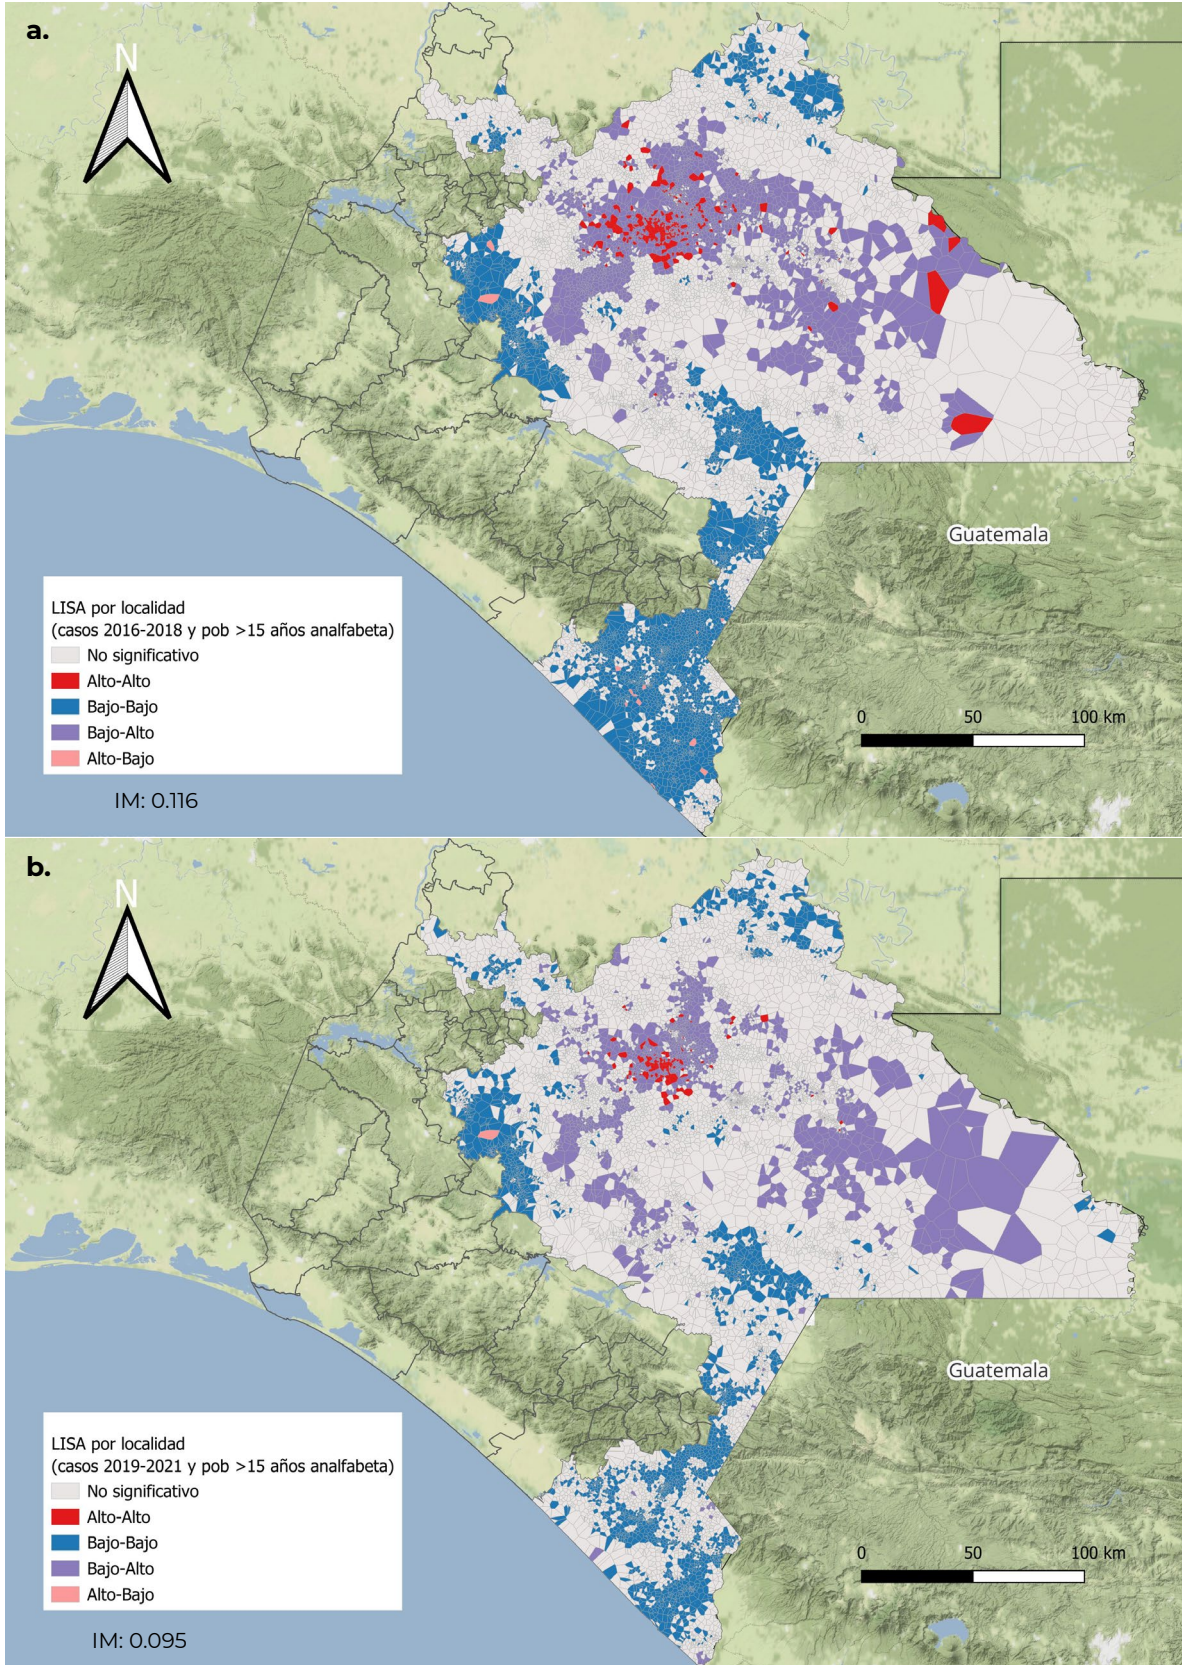 a.
N
Guatemala
LISA por localidad
(casos 2016-2018 y pob >15 años analfabeta)
No significativo
Alto-Alto
Bajo-Bajo
Bajo-Alto
Alto-Bajo
0 50 100 km
IM: 0.116
b.
N
Guatemala
LISA por localidad
(casos 2019-2021 y pob >15 años analfabeta)
No significativo
Alto-Alto
Bajo-Bajo
Bajo-Alto
Alto-Bajo
0 50 100 km
IM: 0.095